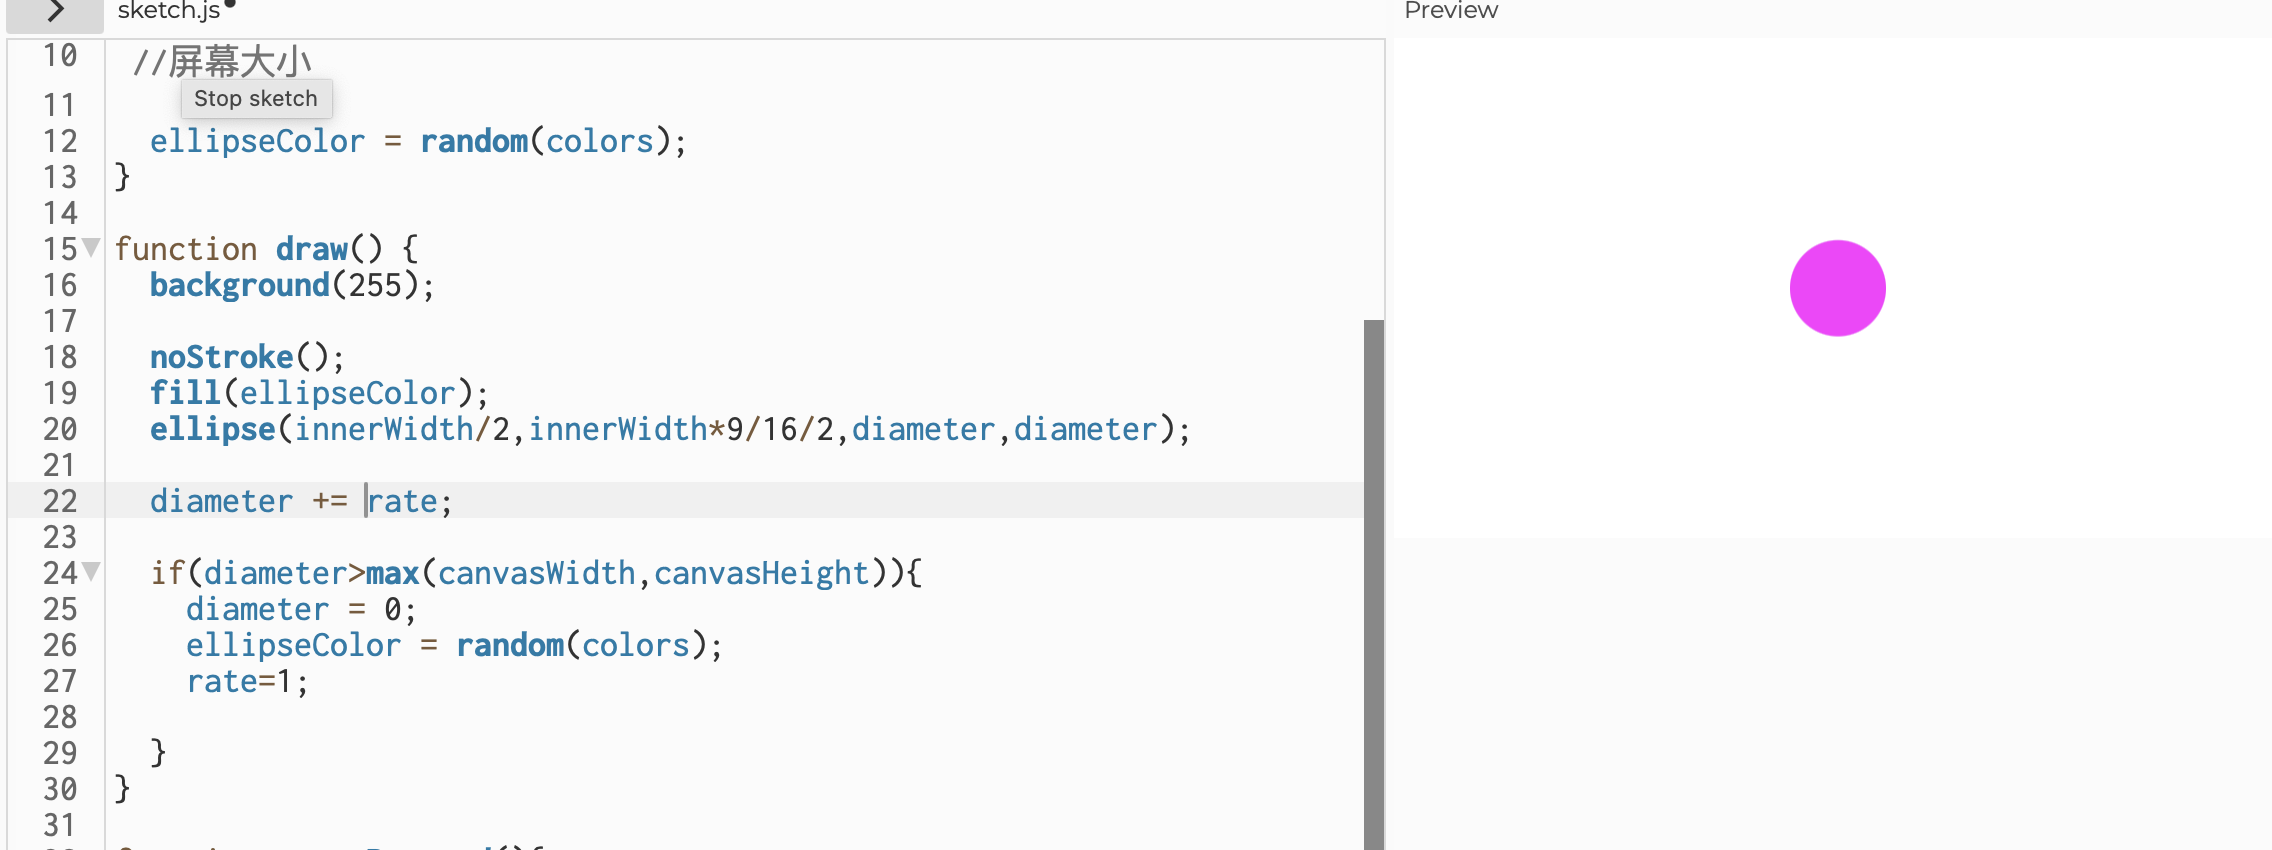 sketch.js
Preview
10 //屏幕大小
Stop sketch
11
12 ellipseColor = random(colors);
13 }
14
15 function draw() {
16 background(255);
17
18 noStroke();
19 fill(ellipseColor);
20 ellipse(innerWidth/2,innerWidth*9/16/2,diameter,diameter);
21
22 diameter += rate;
23
24 if(diameter>max(canvasWidth,canvasHeight)){
25 diameter = 0;
26 ellipseColor = random(colors);
27 rate=1;
28
29 }
30 }
31